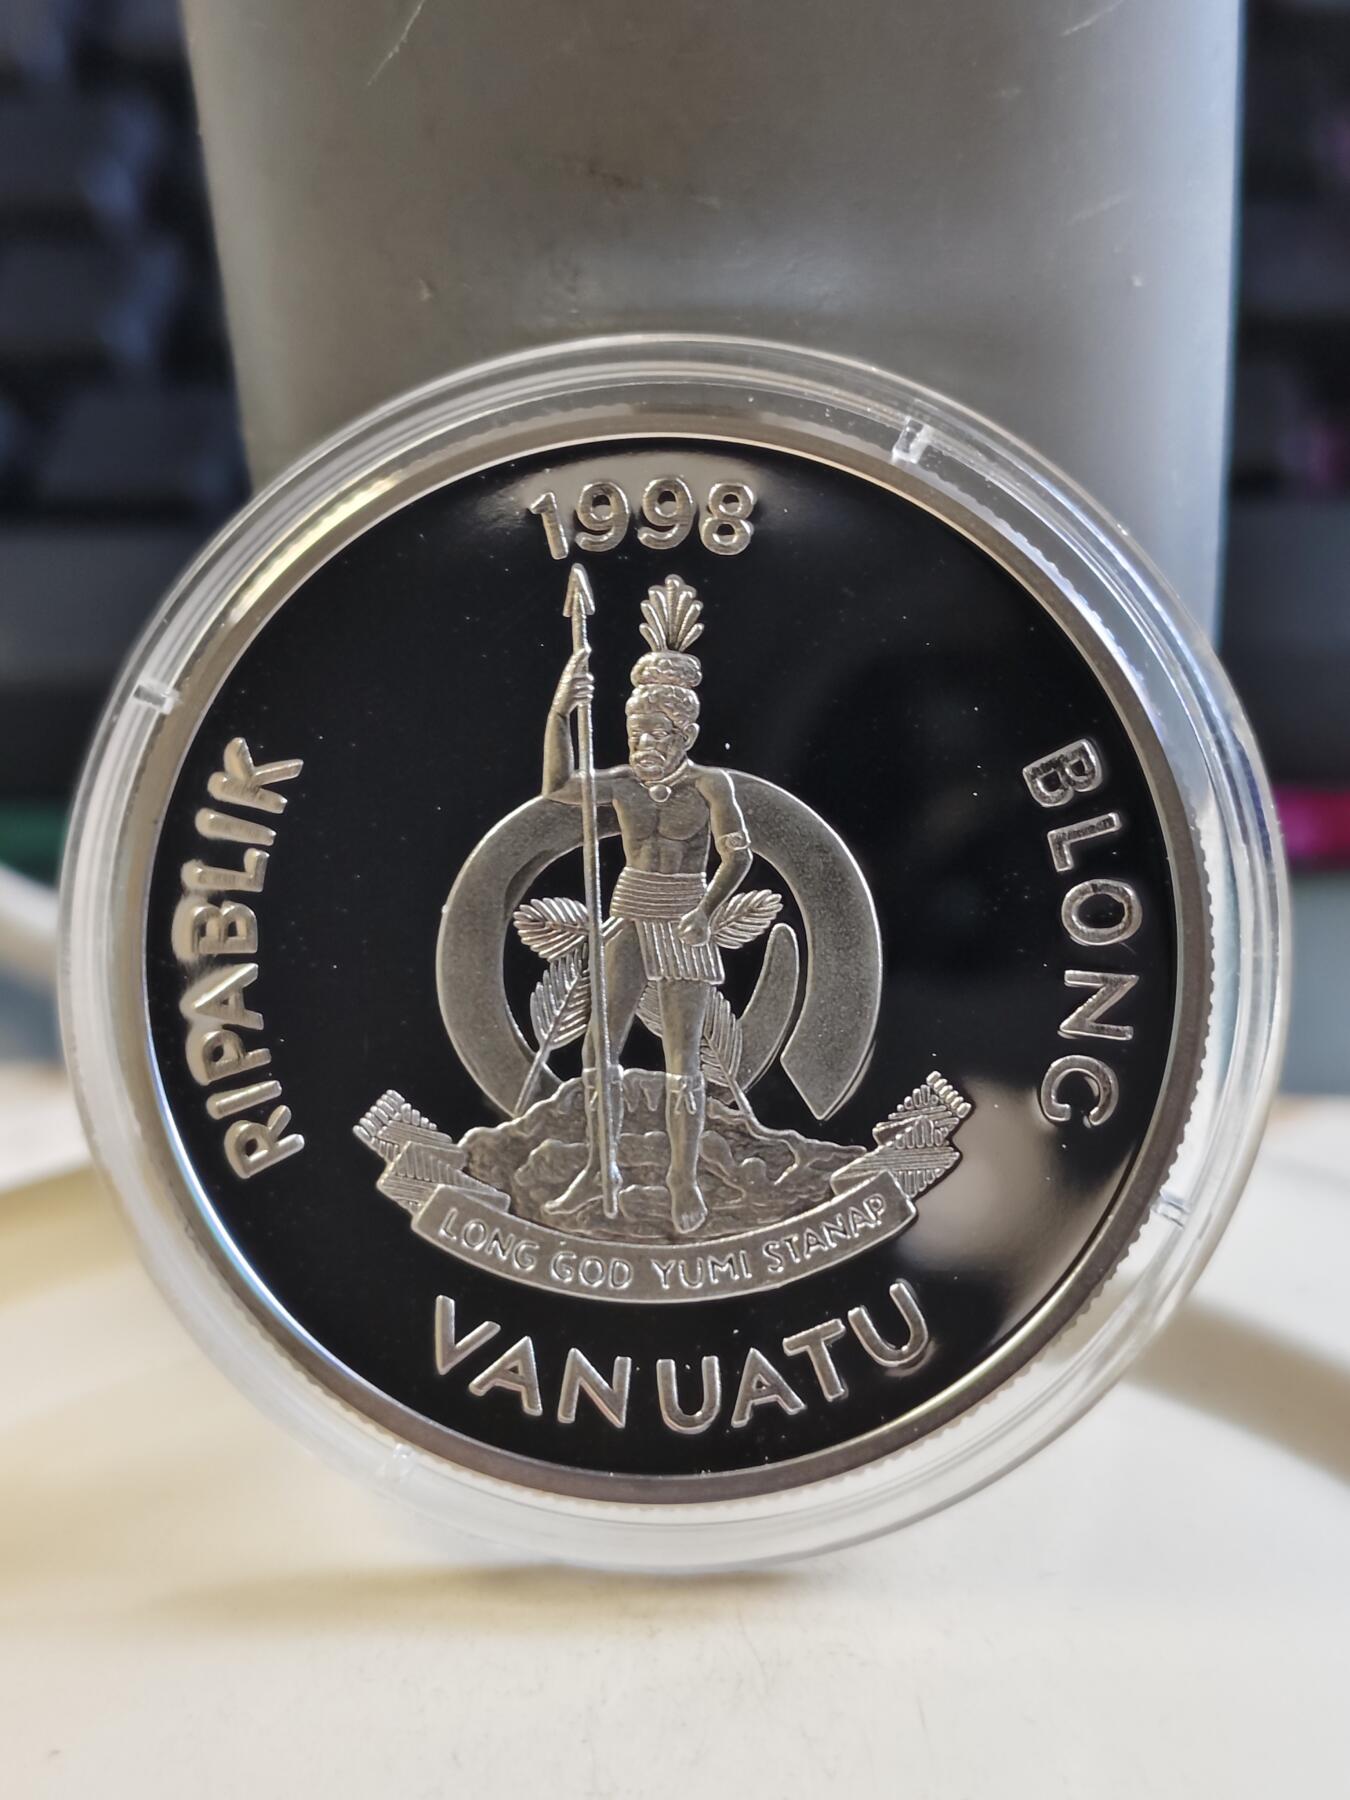 1998
RIPABLIK
BLONG
LONG GOD YUMI STANAP
VANUATU